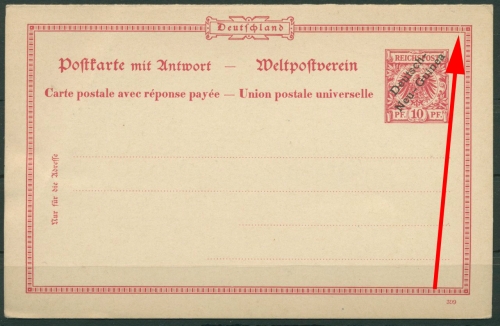 Deutschland
Postkarte mit Antwort — Weltpostverein
Carte postale avec réponse payée — Union postale universelle
REICHSPOST
Deutsch-
Neu-Guinea
PF 10 PF
Nur für die Adresse